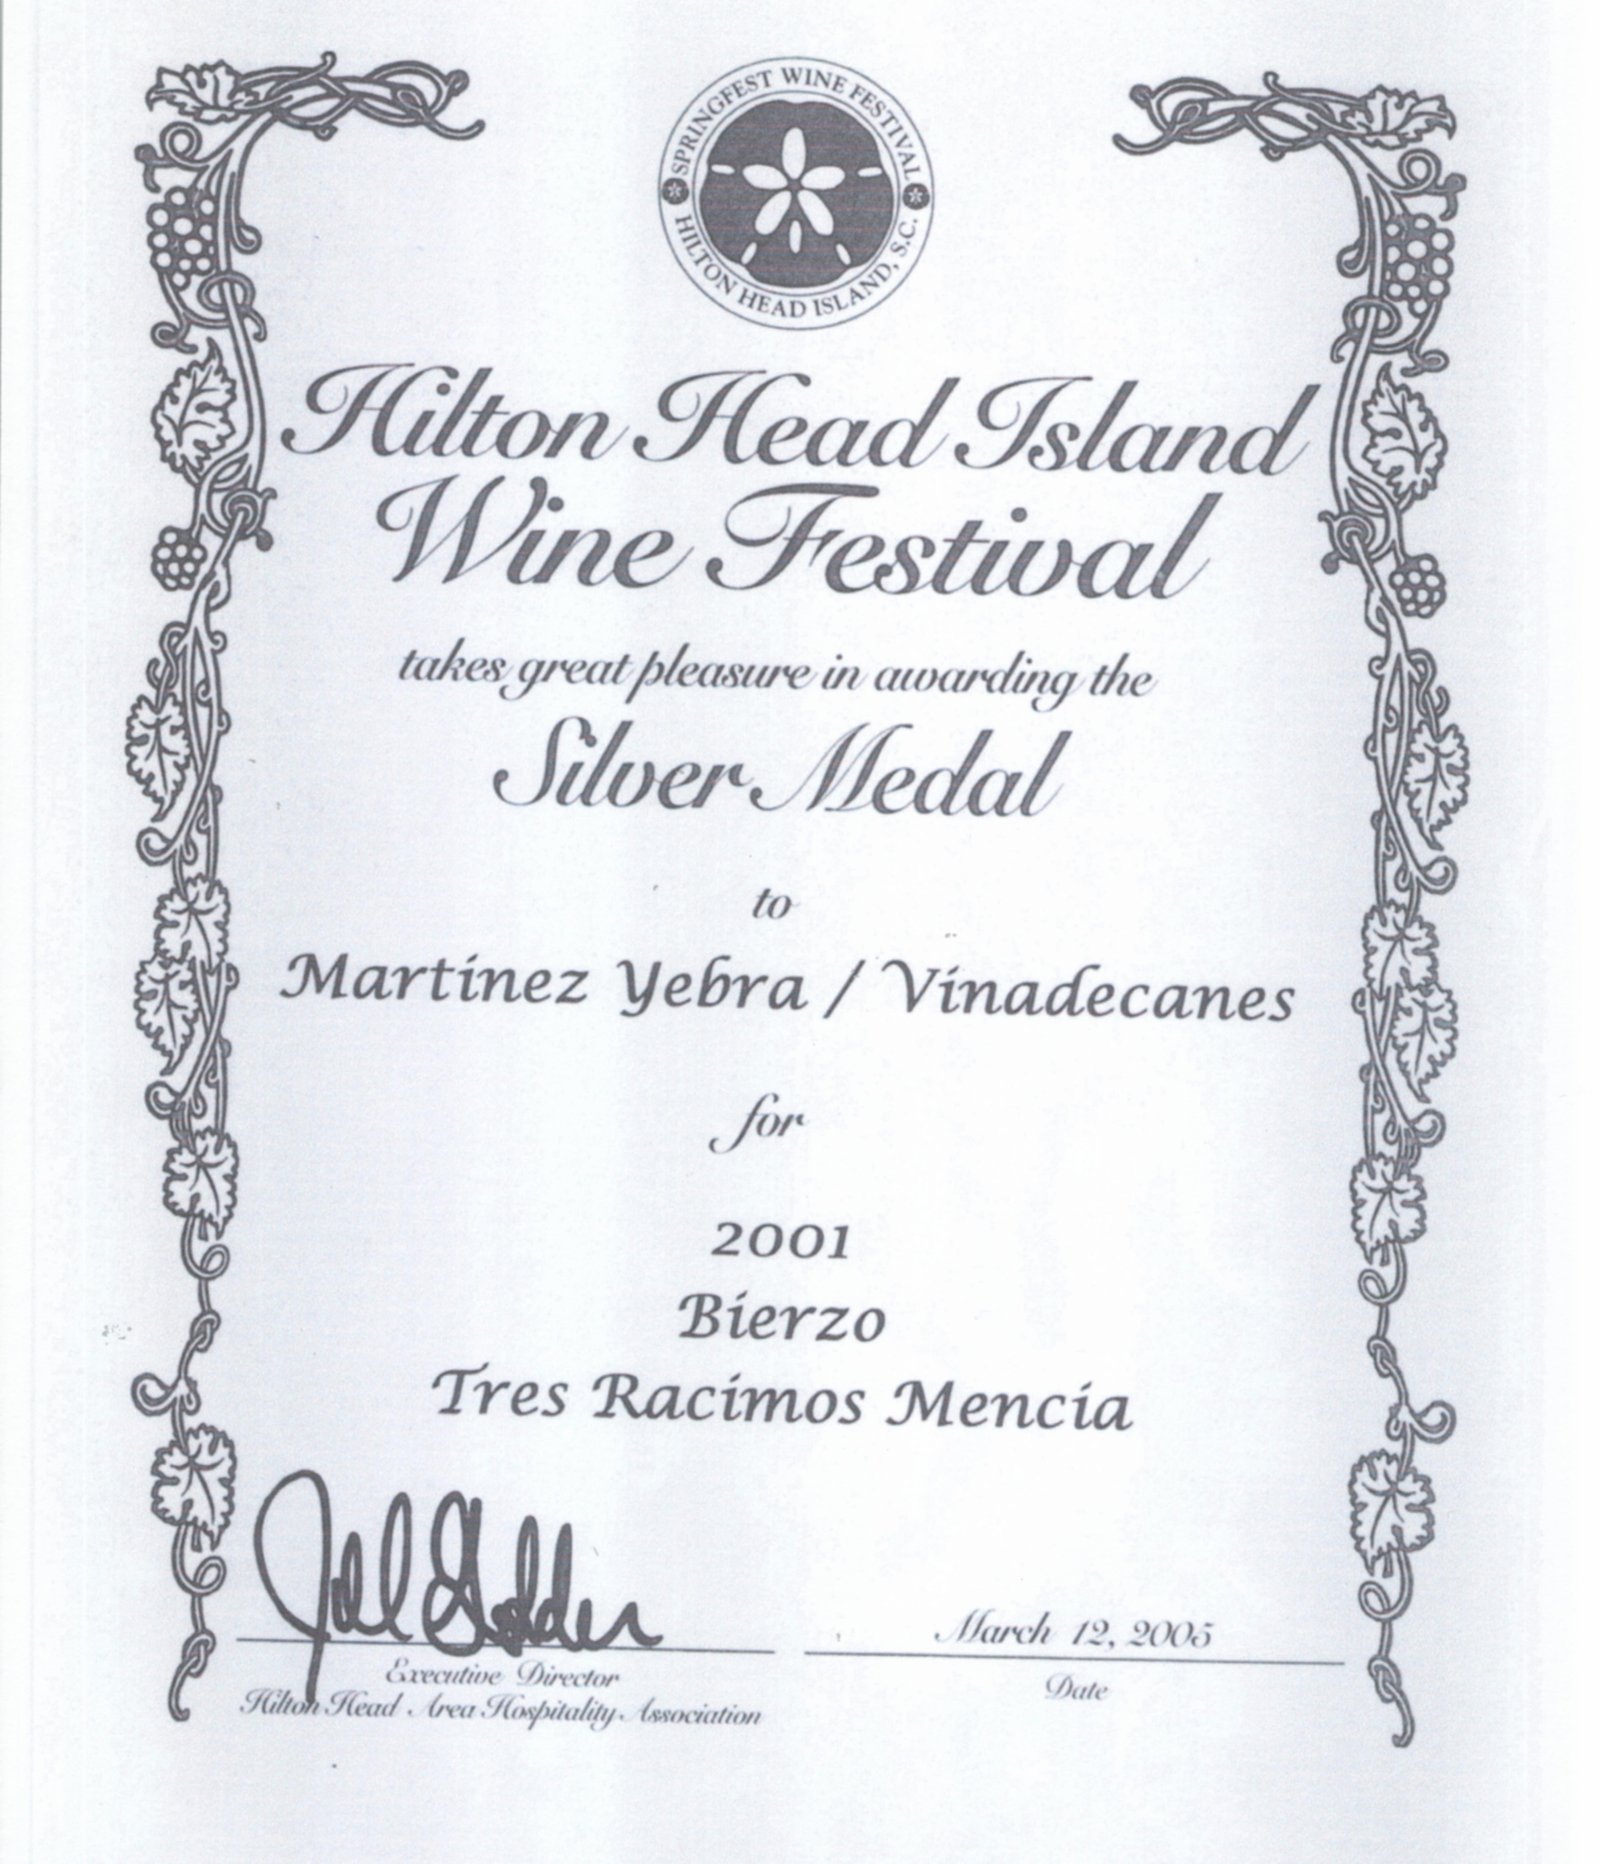 SPRINGFEST WINE FESTIVAL
HILTON HEAD ISLAND, S.C.
Hilton Head Island
Wine Festival
takes great pleasure in awarding the
Silver Medal
to
Martinez Yebra / Vinadecanes
for
2001
Bierzo
Tres Racimos Mencia
March 12, 2005
Executive Director
Date
Hilton Head Area Hospitality Association